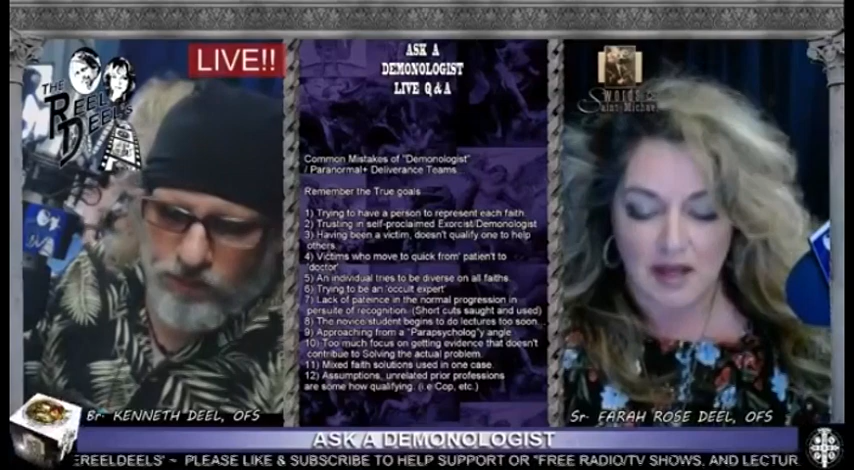 THE
REEL
DEELS
LIVE!!
ASK A
DEMONOLOGIST
LIVE Q&A
Common Mistakes of "Demonologist"
/ Paranormal+ Deliverance Teams...
Remember the True goals
1) Trying to have a person to represent each faith.
2) Trusting in self-proclaimed Exorcist/Demonologist
3) Having been a victim, doesn't qualify one to help
others...
4) Victims who move to quick from' patien't to
'doctor'
5) An individual tries to be diverse on all faiths.
6) Trying to be an 'occult expert'
7) Lack of patience in the normal progression in
persuite of recognition. (Short cuts saught and used)
8) The novice student begins to do lectures too soon...
9) Approaching from a "Parapsycholog"y angle
10) Too much focus on getting evidence that doesn't
contribue to Solving the actual problem.
11) Mixed faith solutions used in one case.
12) Assumptions, unrelated prior professions
are some how qualifying. (i.e Cop, etc.)
Swords of
Saint Michael
Br. KENNETH DEEL, OFS
Sr. FARAH ROSE DEEL, OFS
ASK A DEMONOLOGIST
EREELDEELS' ~ PLEASE LIKE & SUBSCRIBE TO HELP SUPPORT OR "FREE RADIO/TV SHOWS, AND LECTUR